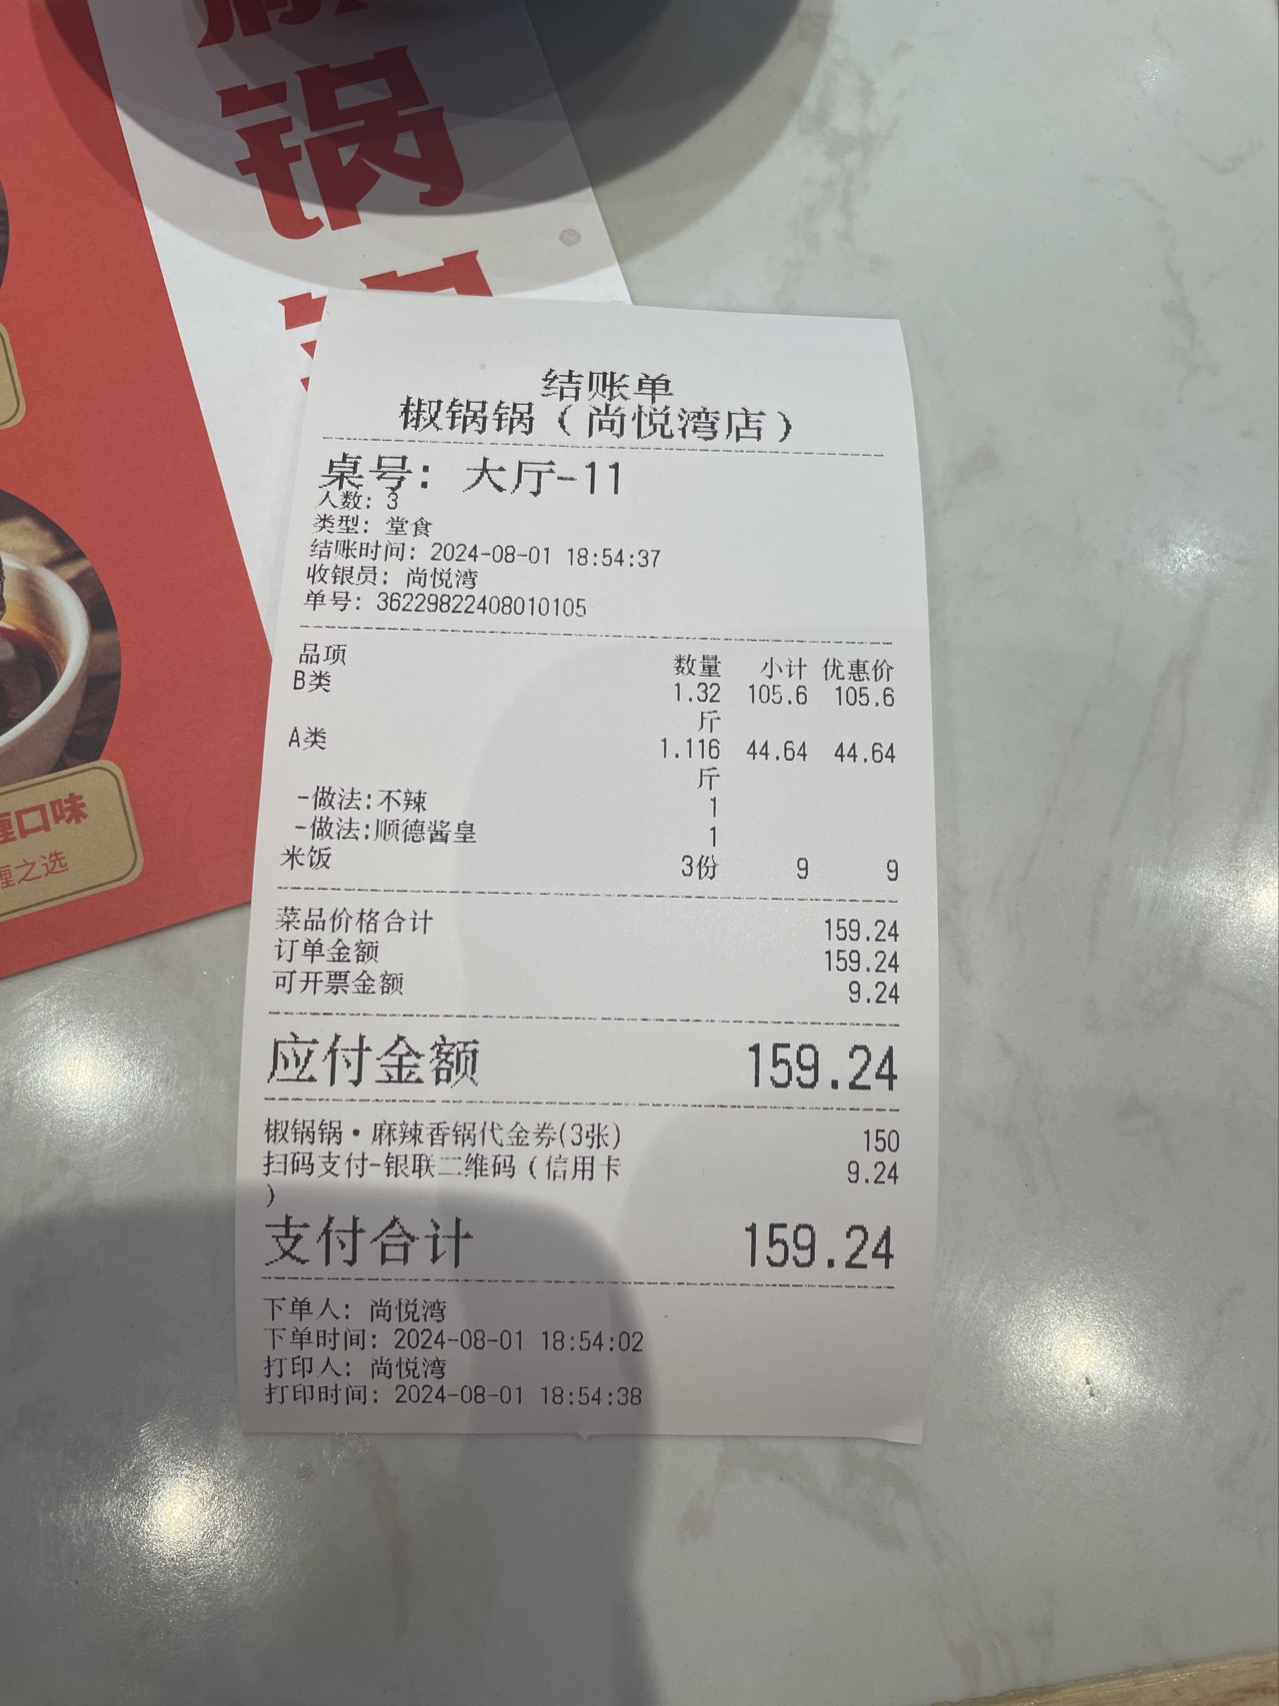 锅
结账单
椒锅锅（尚悦湾店）
桌号: 大厅-11
人数: 3
类型: 堂食
结账时间: 2024-08-01 18:54:37
收银员: 尚悦湾
单号: 36229822408010105
品项 数量 小计 优惠价
B类 1.32 105.6 105.6
斤
A类 1.116 44.64 44.64
斤
-做法:不辣 1
-做法:顺德酱皇 1
米饭 3份 9 9
菜品价格合计 159.24
订单金额 159.24
可开票金额 9.24
应付金额 159.24
椒锅锅·麻辣香锅代金券(3张) 150
扫码支付-银联二维码（信用卡 9.24
）
支付合计 159.24
下单人: 尚悦湾
下单时间: 2024-08-01 18:54:02
打印人: 尚悦湾
打印时间: 2024-08-01 18:54:38
口味
之选